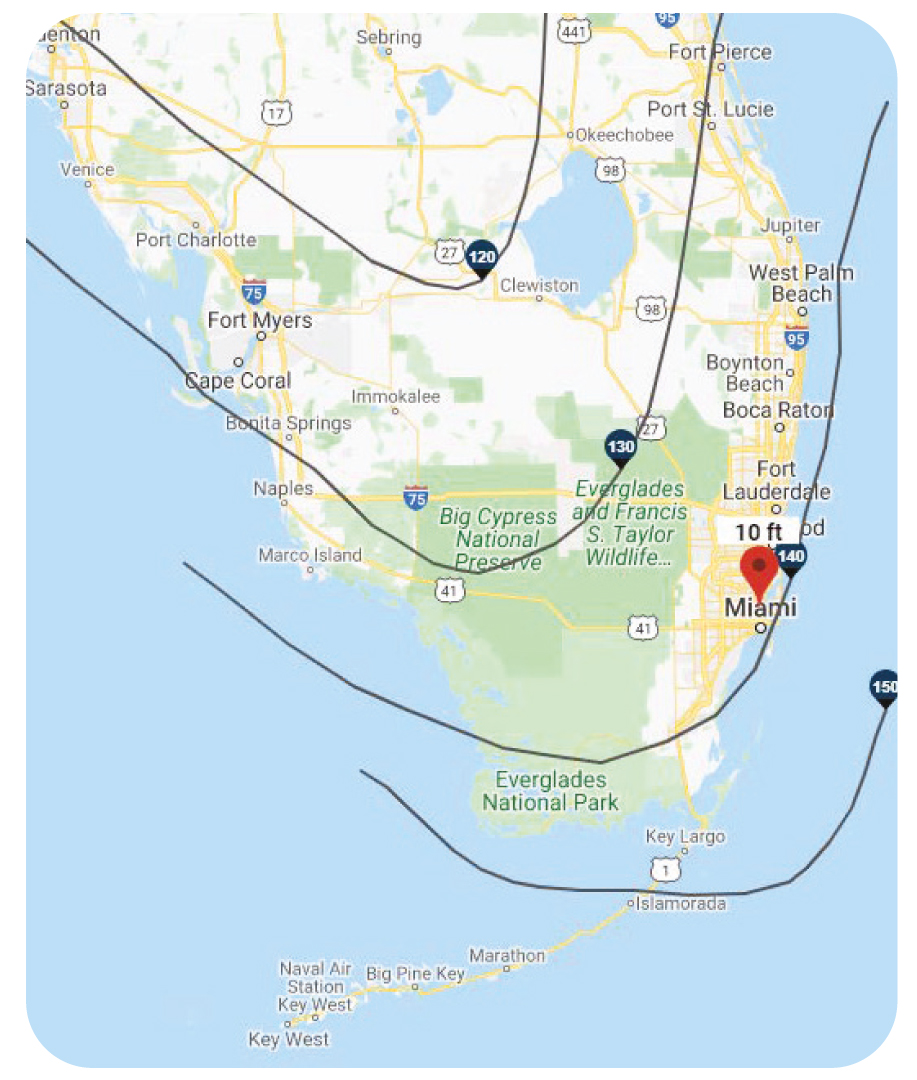 95
441
denton
Sebring
Fort Pierce
Sarasota
17
Port St. Lucie
Okeechobee
98
Venice
Port Charlotte
Jupiter
27
120
75
Clewiston
West Palm
Beach
98
Fort Myers
95
Cape Coral
Boynton
Beach
Immokalee
Boca Raton
Bonita Springs
27
130
Fort
Lauderdale
Naples
75
Everglades
and Francis
S. Taylor
Wildlife...
Big Cypress
National
Preserve
10 ft
od
140
Marco Island
41
Miami
41
150
Everglades
National Park
Key Largo
1
Islamorada
Marathon
Naval Air
Station
Key West
Big Pine Key
Key West